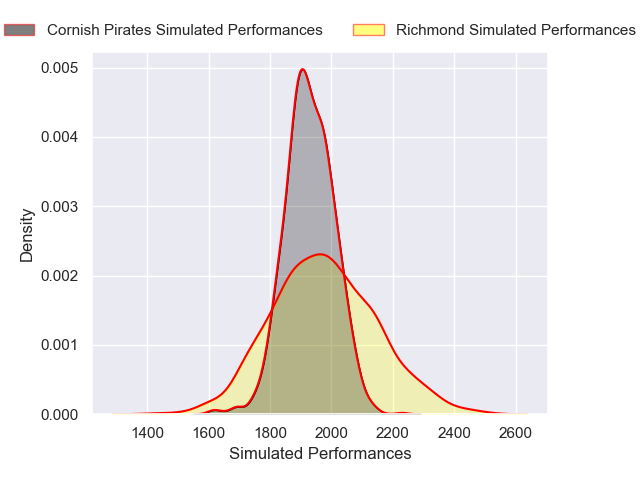 Cornish Pirates Simulated Performances Richmond Simulated Performances
0.005
0.004
0.003
0.002
0.001
0.000
Density
1400 1600 1800 2000 2200 2400 2600
Simulated Performances